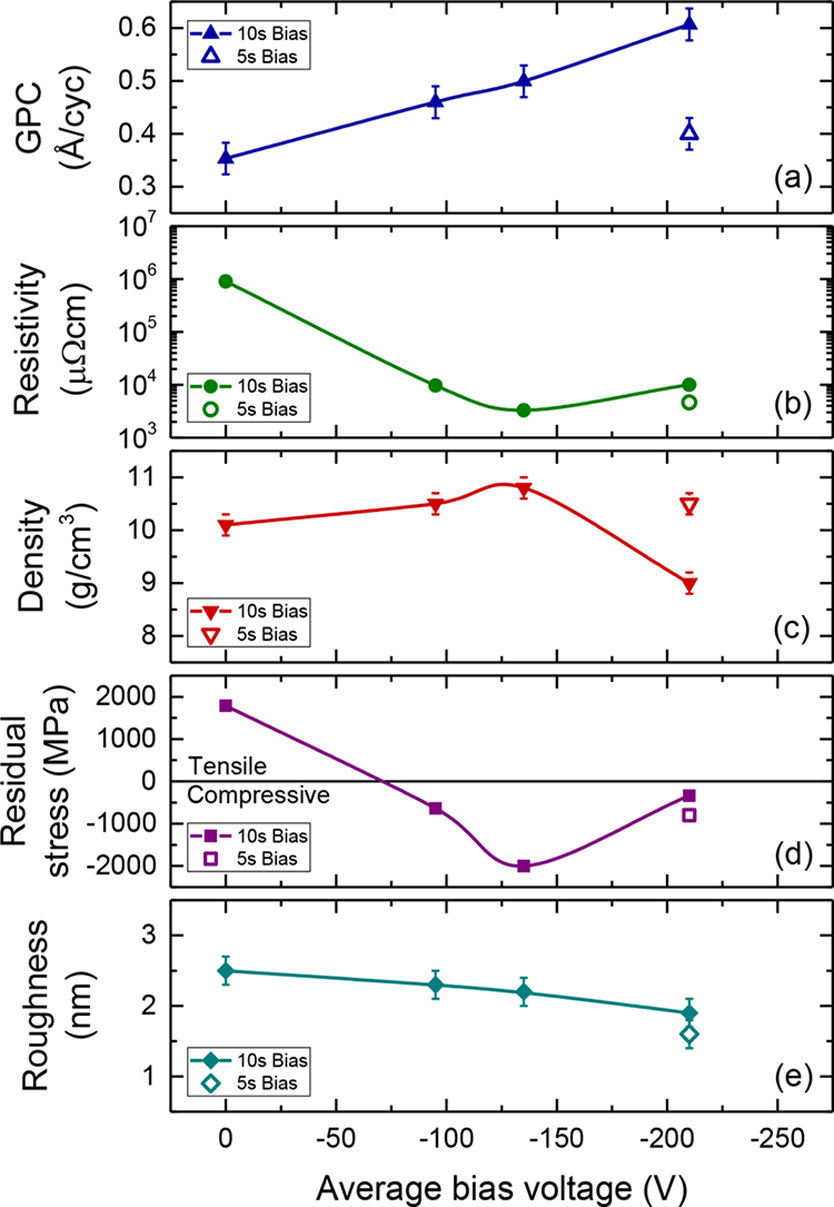 GPC
(Å/cyc)
0.6
0.5
0.4
0.3
10s Bias
5s Bias
(a)
Resistivity
(μΩcm)
10⁷
10⁶
10⁵
10⁴
10³
10s Bias
5s Bias
(b)
Density
(g/cm³)
11
10
9
8
10s Bias
5s Bias
(c)
Residual
stress (MPa)
2000
1000
0
-1000
-2000
Tensile
Compressive
10s Bias
5s Bias
(d)
Roughness
(nm)
3
2
1
10s Bias
5s Bias
(e)
0 -50 -100 -150 -200 -250
Average bias voltage (V)